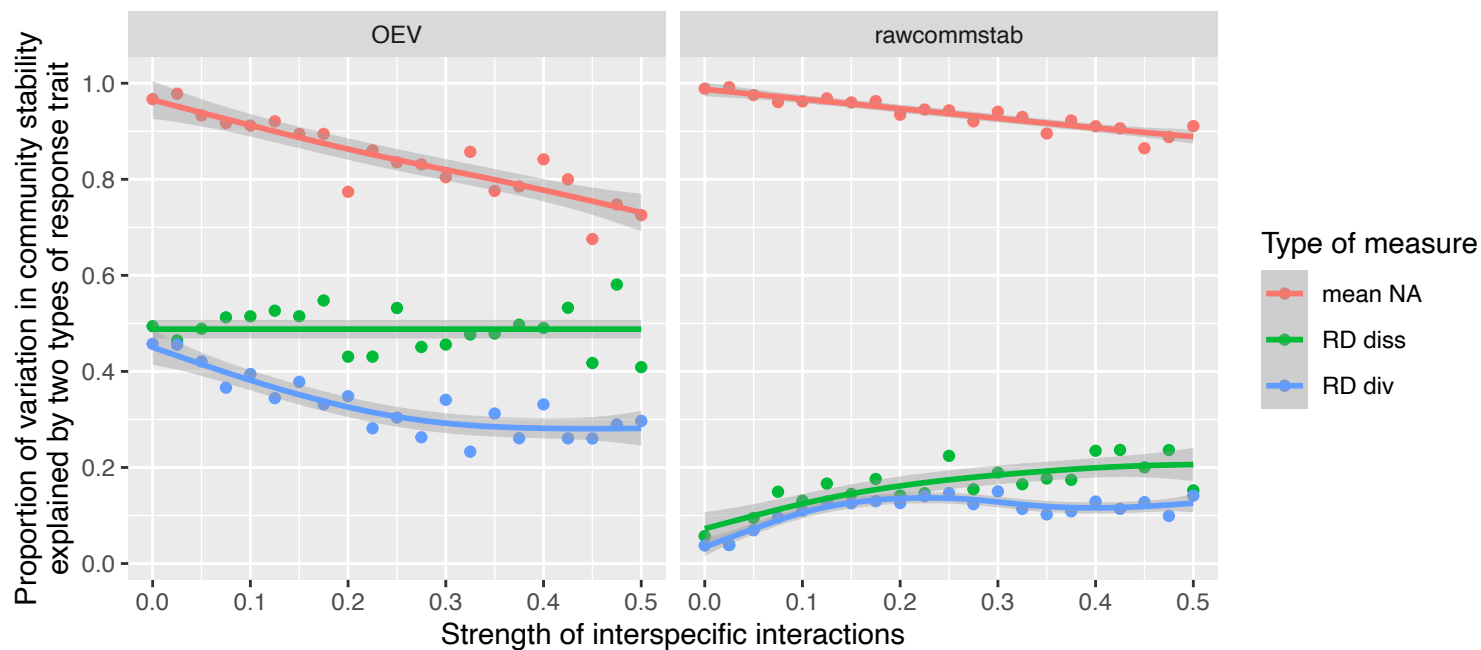 OEV
rawcommstab
Proportion of variation in community stability
explained by two types of response trait
1.0
0.8
0.6
0.4
0.2
0.0
0.0 0.1 0.2 0.3 0.4 0.5
0.0 0.1 0.2 0.3 0.4 0.5
Strength of interspecific interactions
Type of measure
mean NA
RD diss
RD div